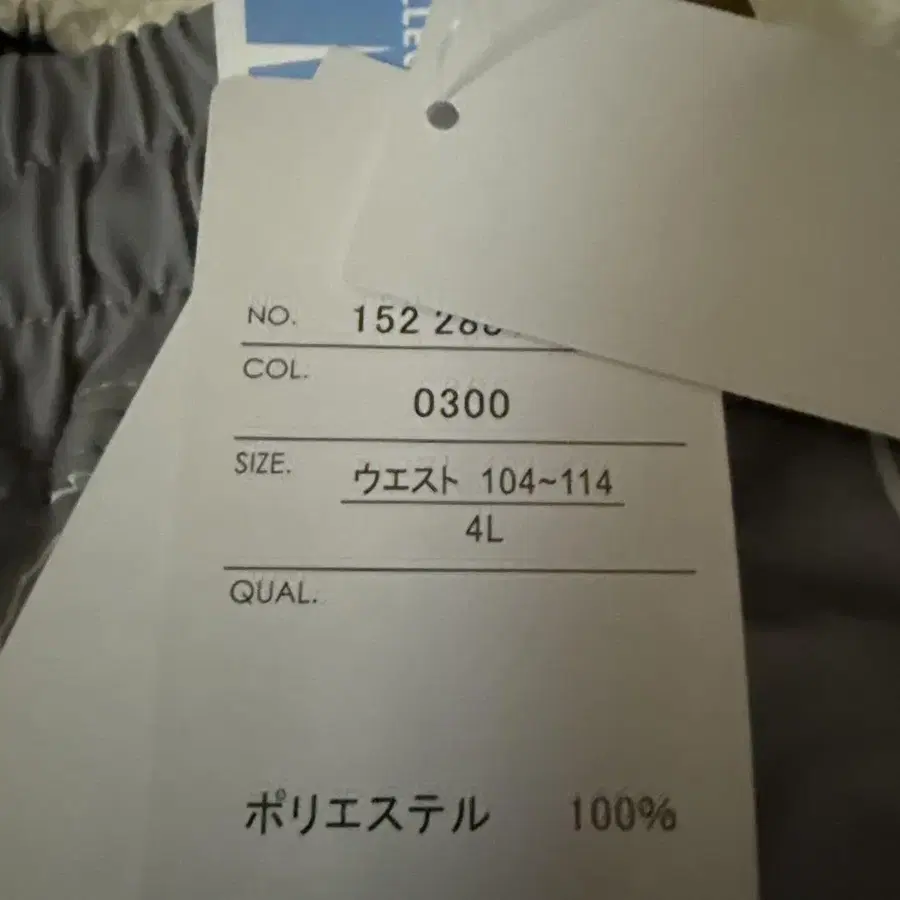 NO. 152
COL.
0300
SIZE.
ウエスト 104~114
4L
QUAL.
ポリエステル 100%